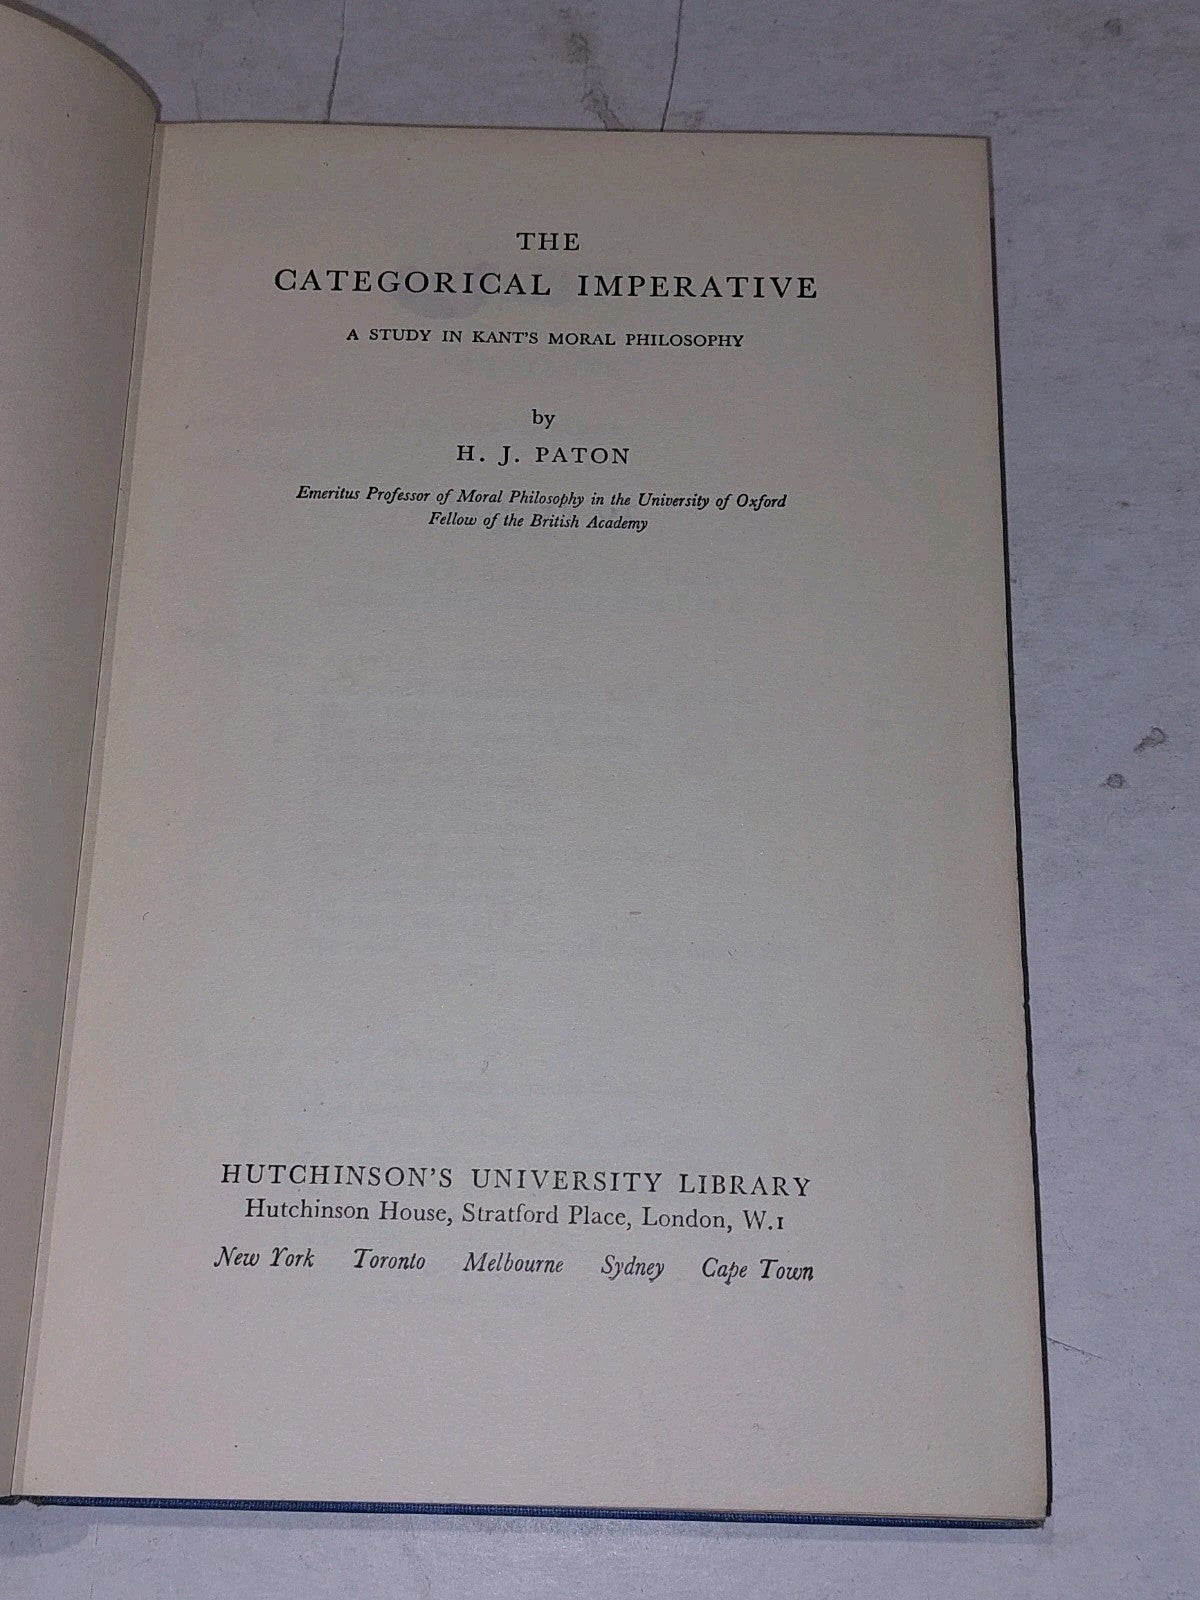 THE
CATEGORICAL IMPERATIVE
A STUDY IN KANT'S MORAL PHILOSOPHY
by
H. J. PATON
Emeritus Professor of Moral Philosophy in the University of Oxford
Fellow of the British Academy
HUTCHINSON'S UNIVERSITY LIBRARY
Hutchinson House, Stratford Place, London, W.1
New York Toronto Melbourne Sydney Cape Town